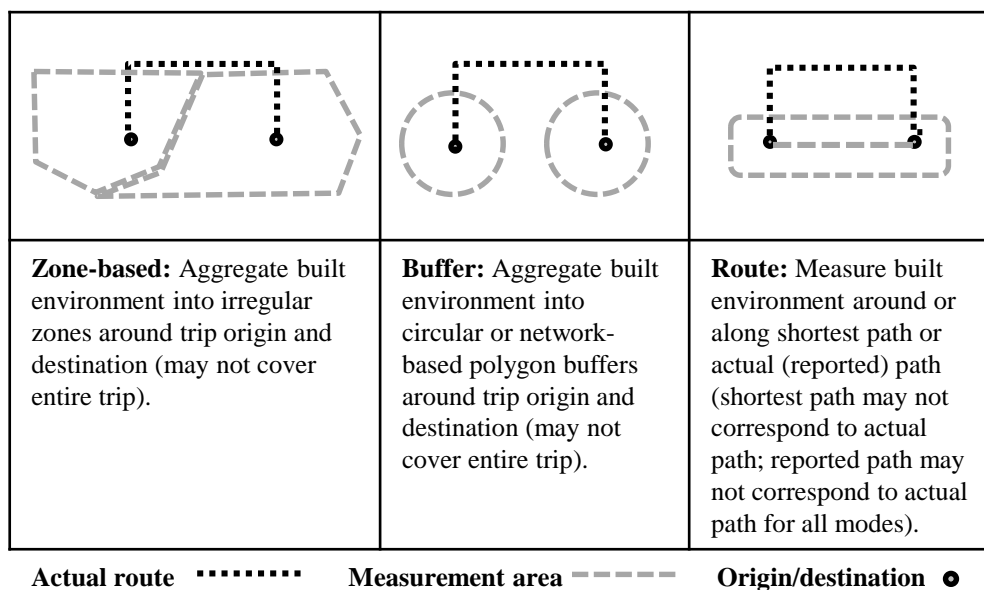 Zone-based: Aggregate built
environment into irregular
zones around trip origin and
destination (may not cover
entire trip).
Buffer: Aggregate built
environment into
circular or network-
based polygon buffers
around trip origin and
destination (may not
cover entire trip).
Route: Measure built
environment around or
along shortest path or
actual (reported) path
(shortest path may not
correspond to actual
path; reported path may
not correspond to actual
path for all modes).
Actual route Measurement area Origin/destination